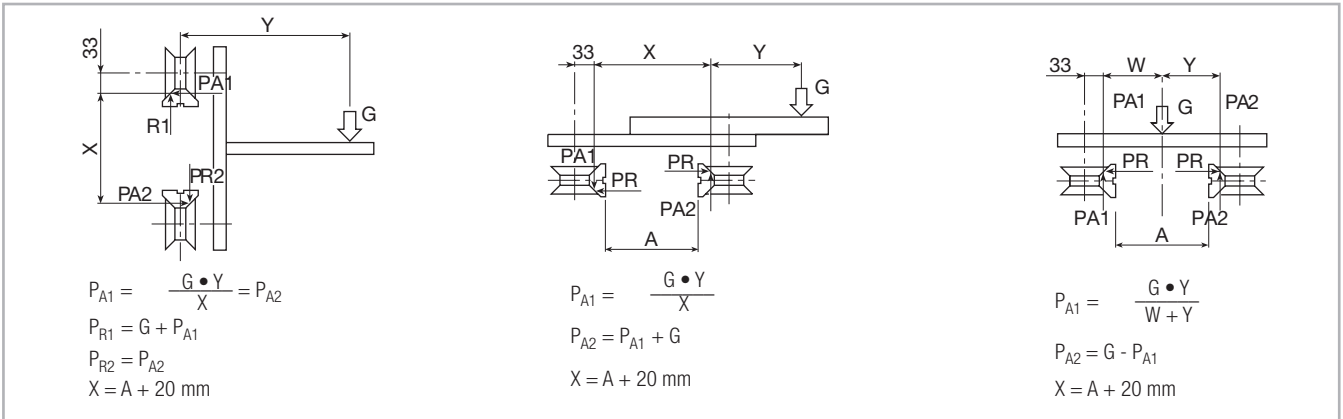 Y
33
PA1
G
R1
X
PR2
PA2
P_A1 = G • Y / X = P_A2
P_R1 = G + P_A1
P_R2 = P_A2
X = A + 20 mm
33
X
Y
G
PA1
PR
PR
PA2
A
P_A1 = G • Y / X
P_A2 = P_A1 + G
X = A + 20 mm
33
W
Y
PA1
G
PA2
PR
PR
PA1
PA2
A
P_A1 = G • Y / W + Y
P_A2 = G - P_A1
X = A + 20 mm